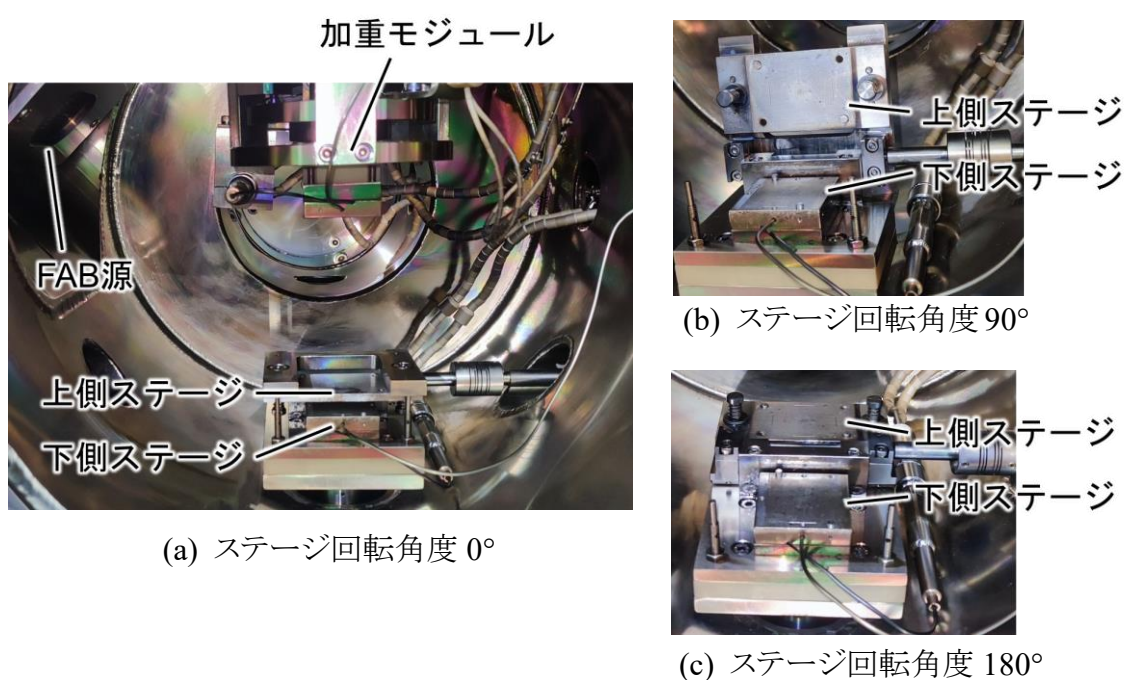 加重モジュール
FAB源
上側ステージ
下側ステージ
(a) ステージ回転角度 0°
上側ステージ
下側ステージ
(b) ステージ回転角度 90°
上側ステージ
下側ステージ
(c) ステージ回転角度 180°